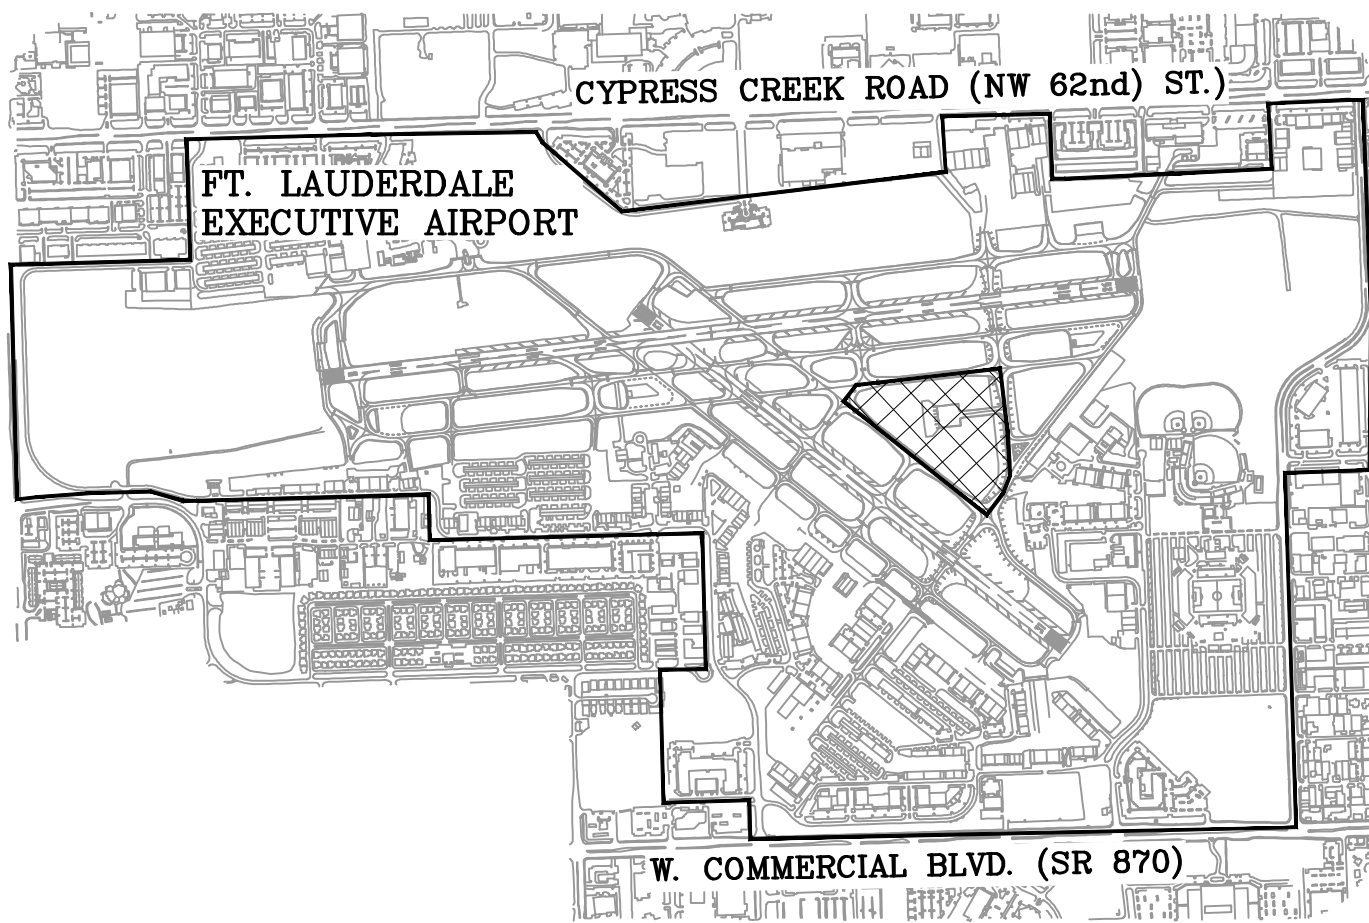 CYPRESS CREEK ROAD (NW 62nd) ST.)
FT. LAUDERDALE
EXECUTIVE AIRPORT
W. COMMERCIAL BLVD. (SR 870)